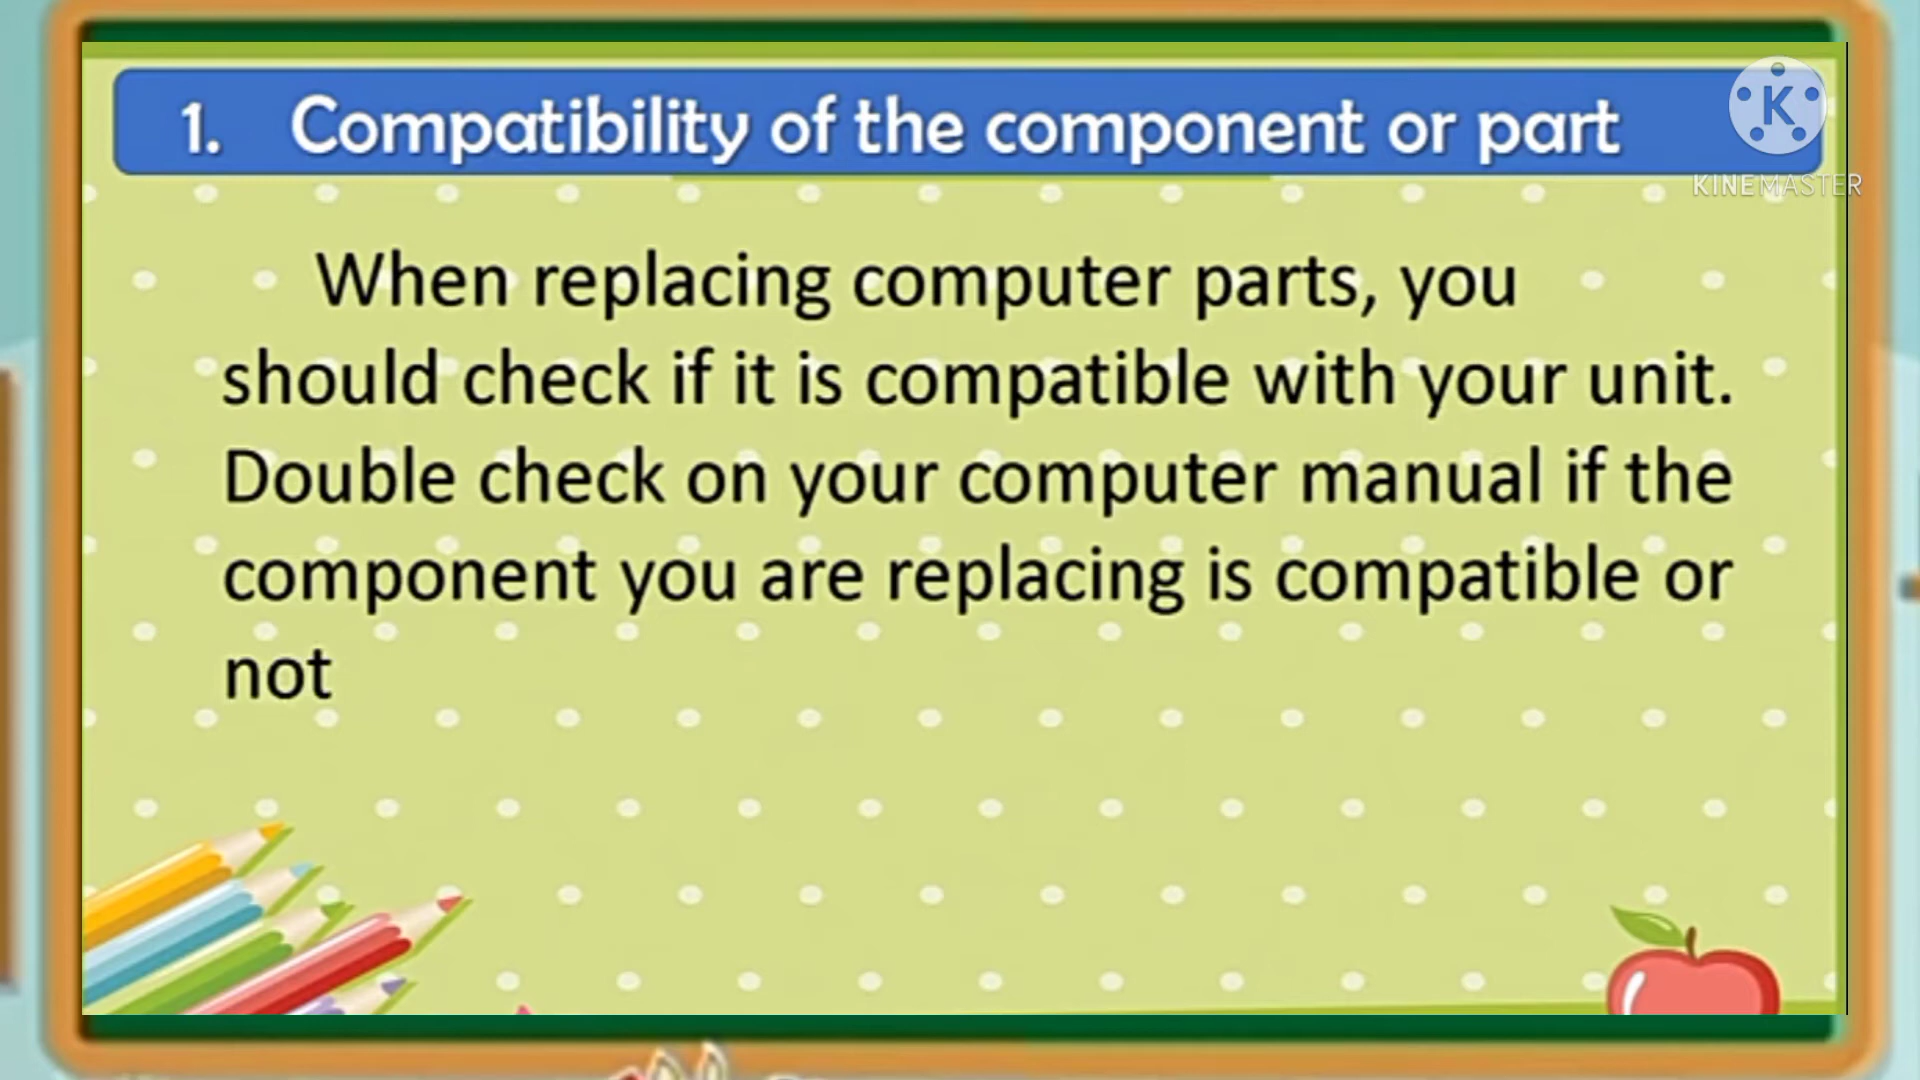 1. Compatibility of the component or part
K
KINEMASTER
When replacing computer parts, you
should check if it is compatible with your unit.
Double check on your computer manual if the
component you are replacing is compatible or
not